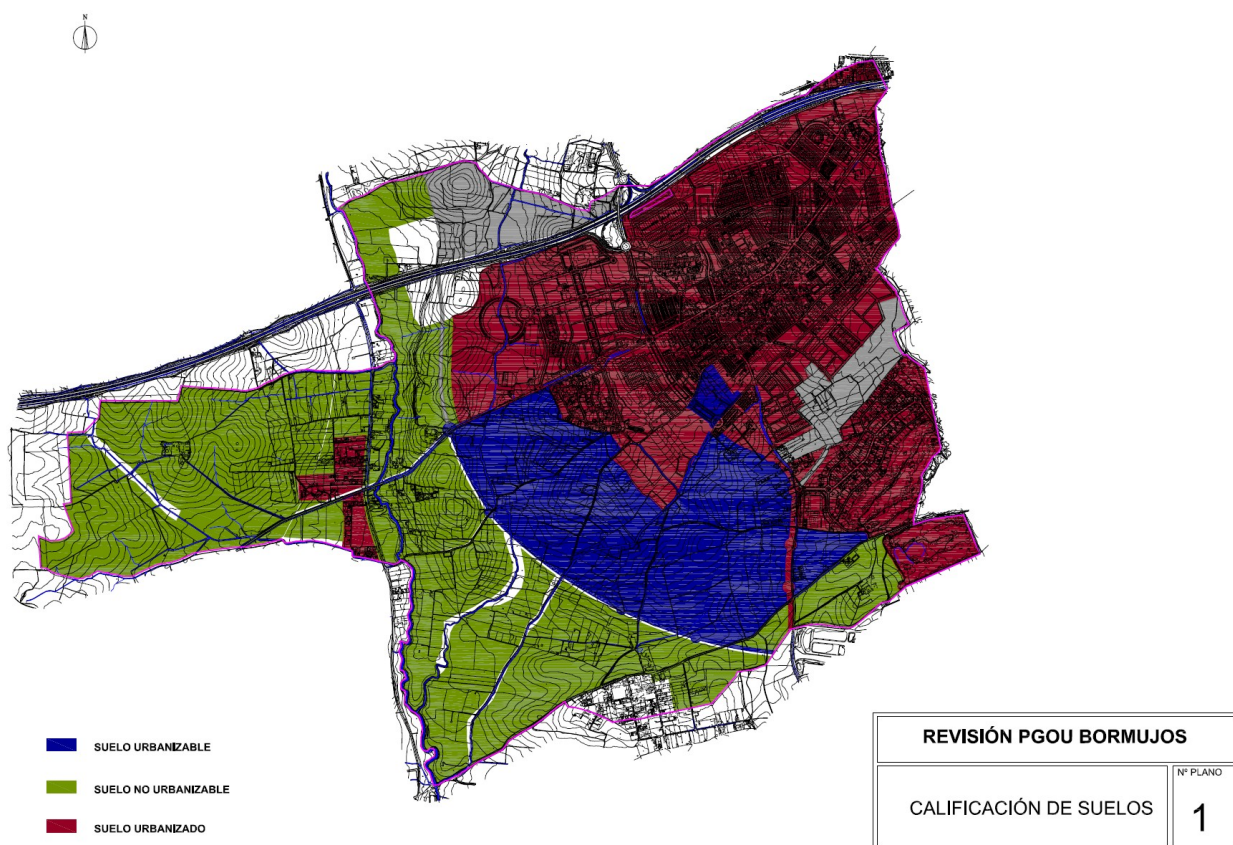 N
SUELO URBANIZABLE
SUELO NO URBANIZABLE
SUELO URBANIZADO
REVISIÓN PGOU BORMUJOS
CALIFICACIÓN DE SUELOS
Nº PLANO
1